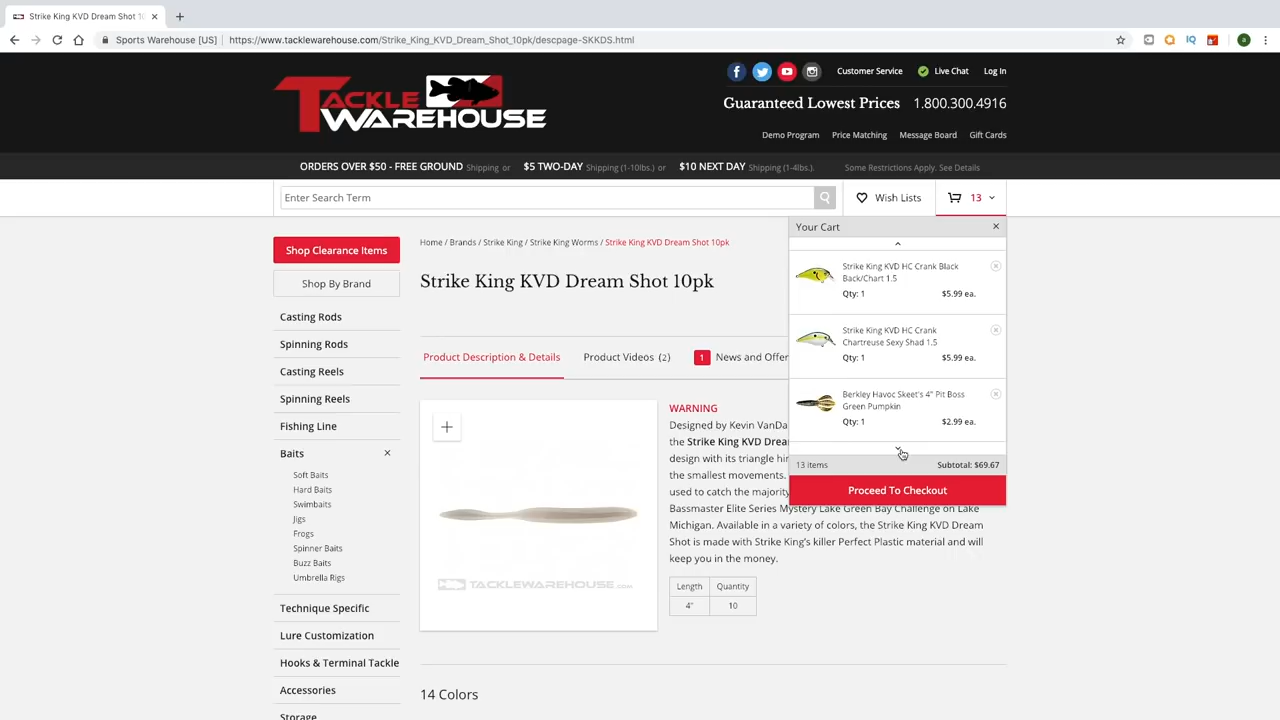 Strike King KVD Dream Shot 10
Sports Warehouse [US]
https://www.tacklewarehouse.com/Strike_King_KVD_Dream_Shot_10pk/descpage-SKKDS.html
TACKLE
WAREHOUSE
Customer Service
Live Chat
Log In
Guaranteed Lowest Prices 1.800.300.4916
Demo Program
Price Matching
Message Board
Gift Cards
ORDERS OVER $50 - FREE GROUND Shipping or $5 TWO-DAY Shipping (1-10lbs.) or $10 NEXT DAY Shipping (1-4lbs.). Some Restrictions Apply. See Details
Enter Search Term
Wish Lists
13
Your Cart
Strike King KVD HC Crank Black
Back/Chart 1.5
Qty: 1 $5.99 ea.
Strike King KVD HC Crank
Chartreuse Sexy Shad 1.5
Qty: 1 $5.99 ea.
Berkley Havoc Skeet's 4" Pit Boss
Green Pumpkin
Qty: 1 $2.99 ea.
13 items Subtotal: $69.67
Proceed To Checkout
Shop Clearance Items
Shop By Brand
Casting Rods
Spinning Rods
Casting Reels
Spinning Reels
Fishing Line
Baits
Soft Baits
Hard Baits
Swimbaits
Jigs
Frogs
Spinner Baits
Buzz Baits
Umbrella Rigs
Technique Specific
Lure Customization
Hooks & Terminal Tackle
Accessories
Storage
Home / Brands / Strike King / Strike King Worms / Strike King KVD Dream Shot 10pk
Strike King KVD Dream Shot 10pk
Product Description & Details
Product Videos (2)
1 News and Offer
TACKLEWAREHOUSE.com
WARNING
Designed by Kevin VanDa
the Strike King KVD Drea
design with its triangle hi
the smallest movements.
used to catch the majority
Bassmaster Elite Series Mystery Lake Green Bay Challenge on Lake
Michigan. Available in a variety of colors, the Strike King KVD Dream
Shot is made with Strike King's killer Perfect Plastic material and will
keep you in the money.
Length Quantity
4" 10
14 Colors